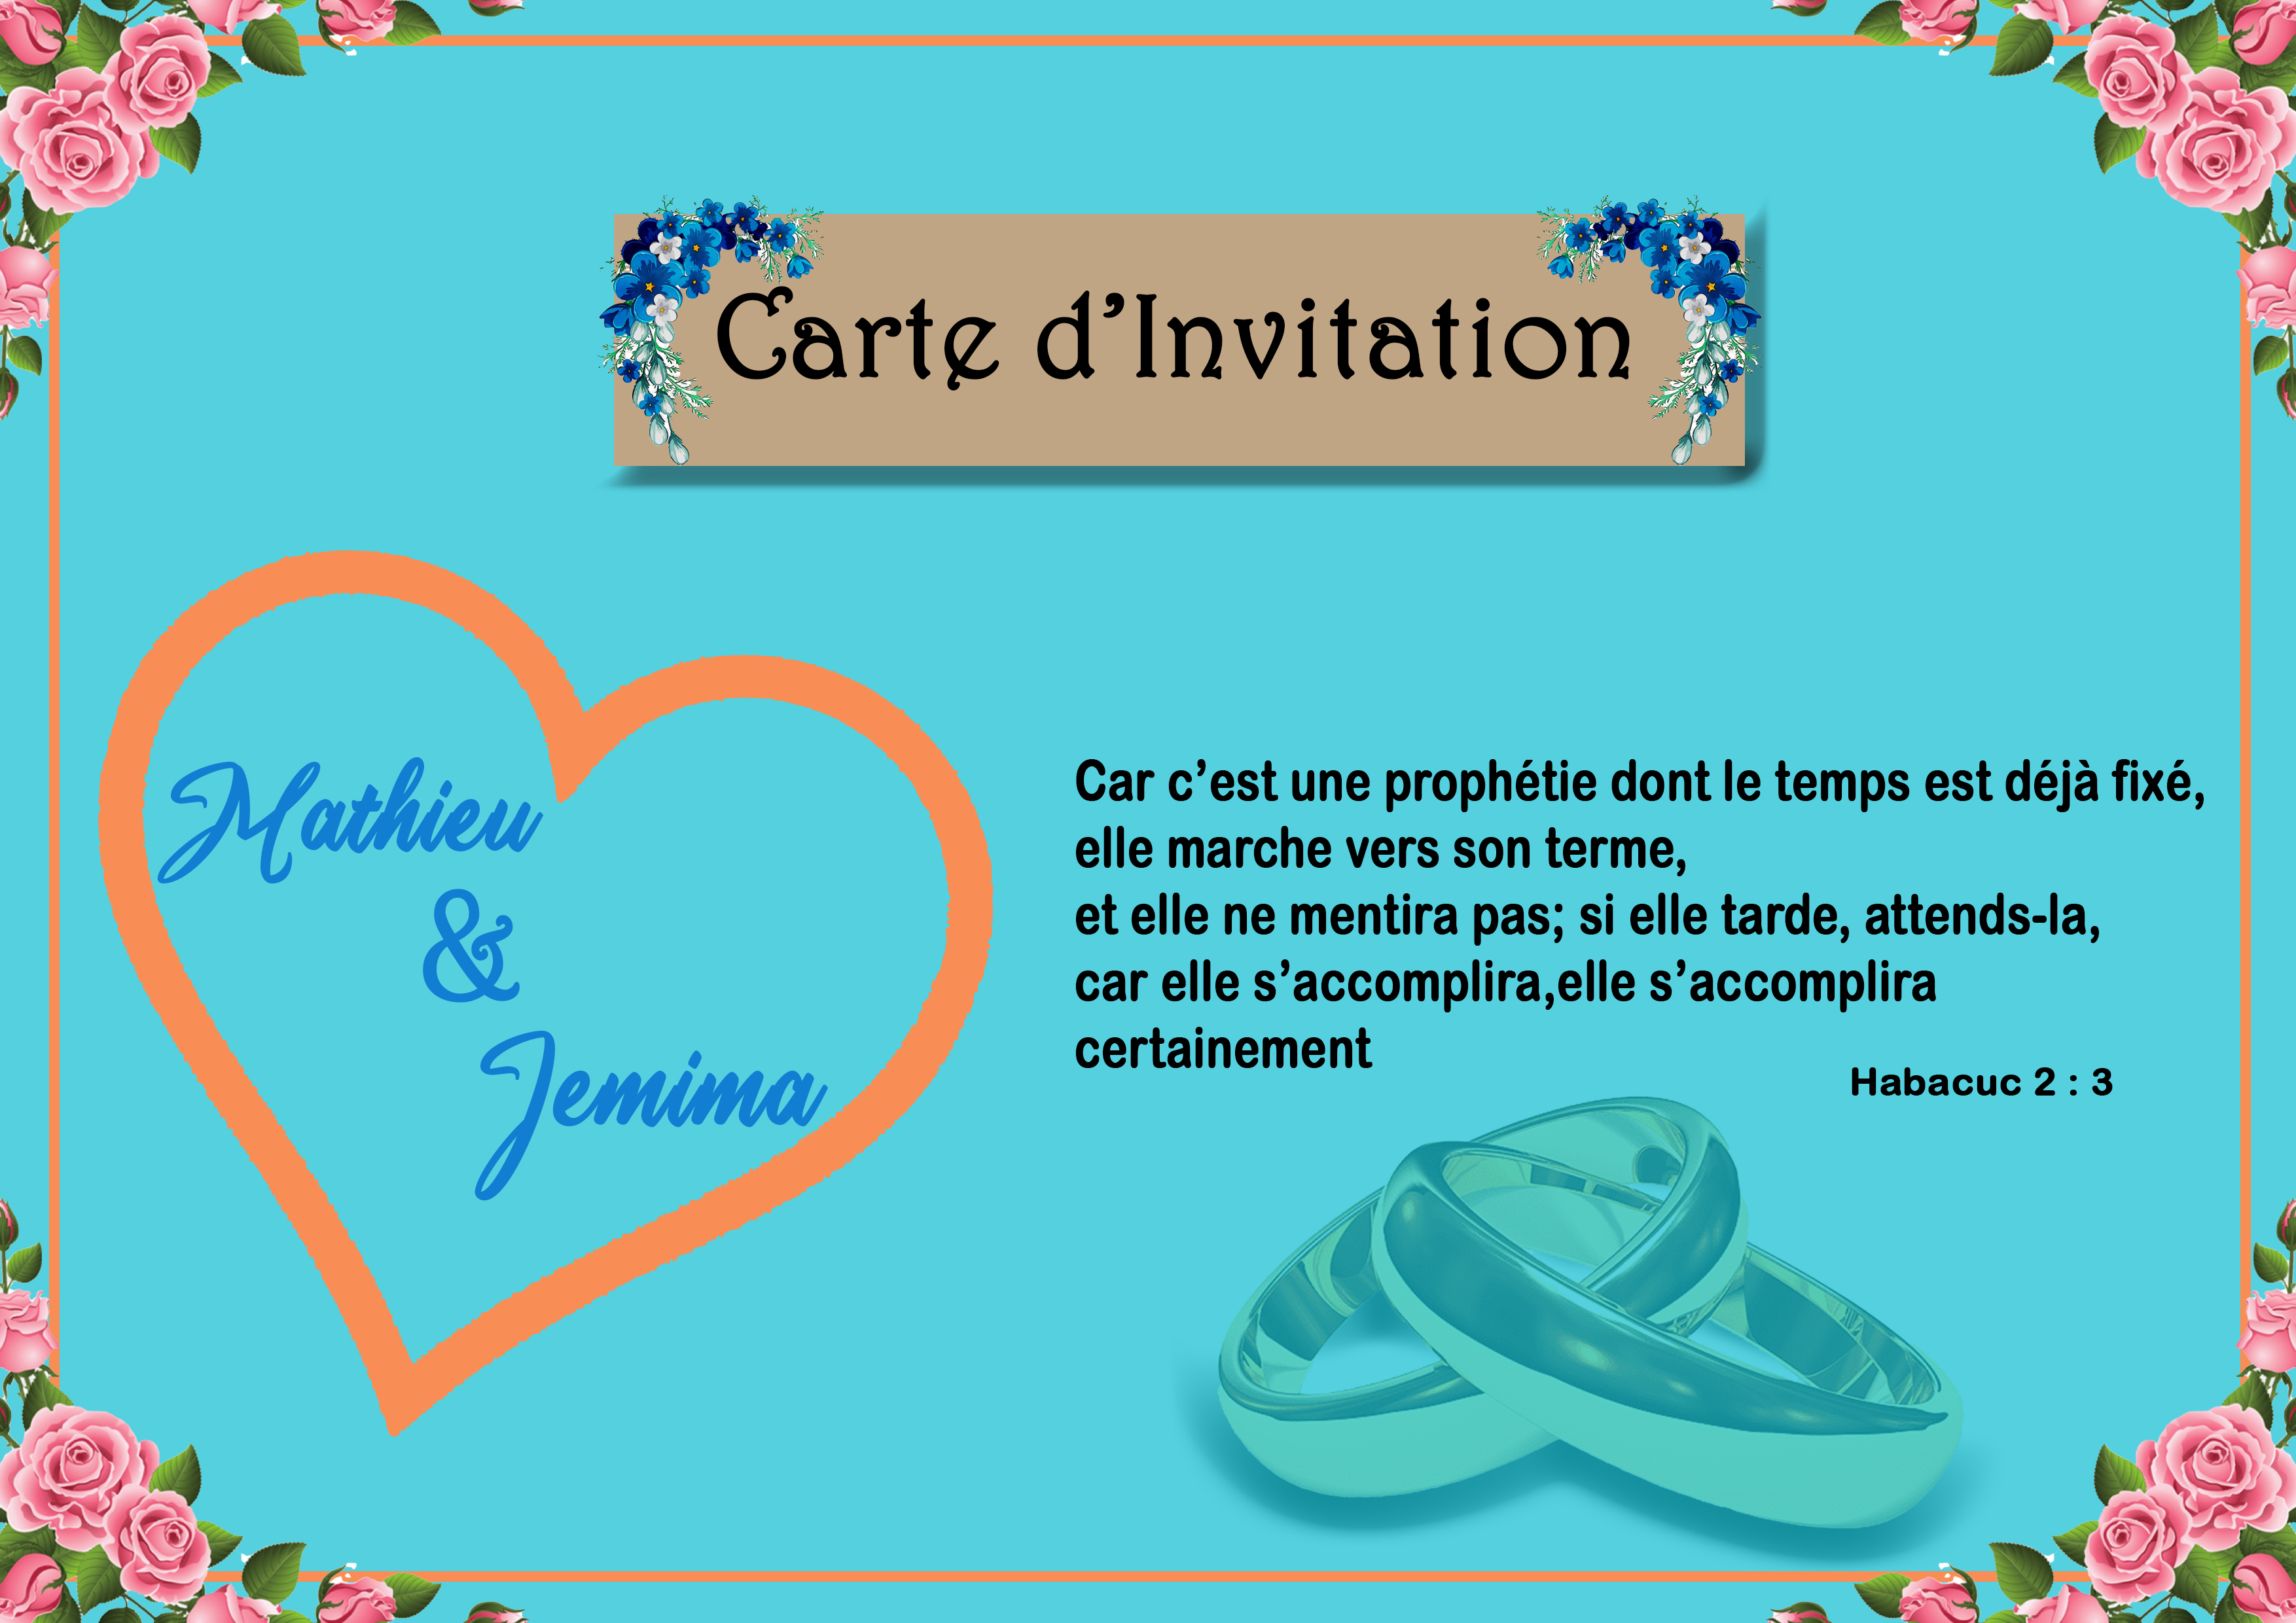 Carte d’Invitation
Mathieu
&
Jemima
Car c’est une prophétie dont le temps est déjà fixé,
elle marche vers son terme,
et elle ne mentira pas; si elle tarde, attends-la,
car elle s’accomplira,elle s’accomplira
certainement
Habacuc 2 : 3